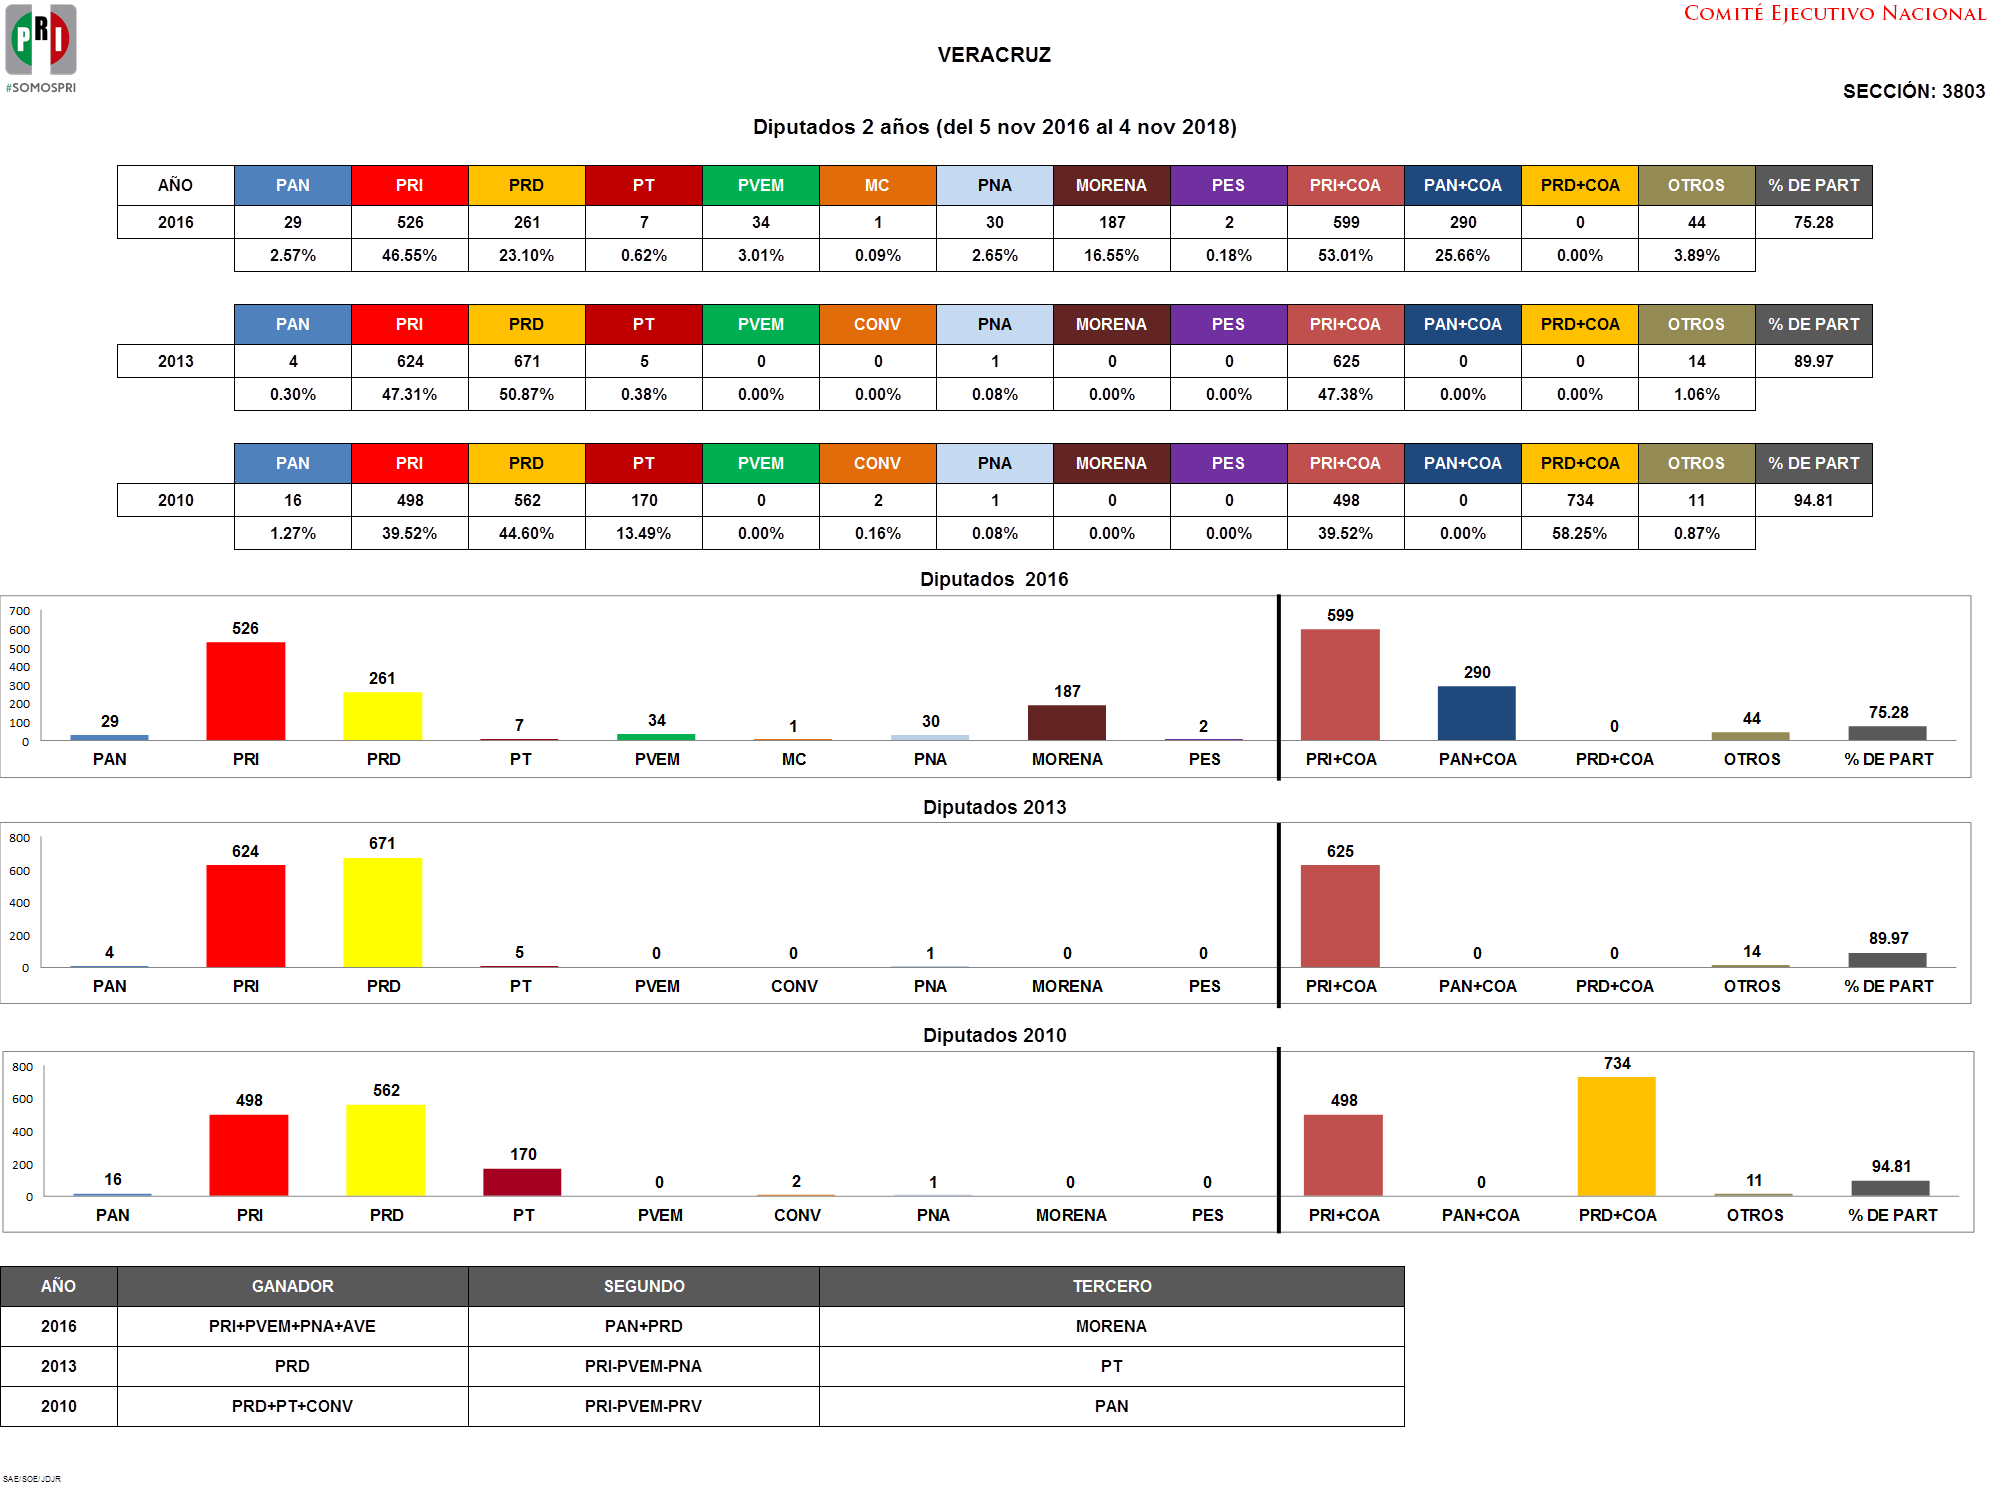 PRI
#SOMOSPRI
COMITÉ EJECUTIVO NACIONAL
VERACRUZ
SECCIÓN: 3803
Diputados 2 años (del 5 nov 2016 al 4 nov 2018)
AÑO PAN PRI PRD PT PVEM MC PNA MORENA PES PRI+COA PAN+COA PRD+COA OTROS % DE PART
2016 29 526 261 7 34 1 30 187 2 599 290 0 44 75.28
2.57% 46.55% 23.10% 0.62% 3.01% 0.09% 2.65% 16.55% 0.18% 53.01% 25.66% 0.00% 3.89%
PAN PRI PRD PT PVEM CONV PNA MORENA PES PRI+COA PAN+COA PRD+COA OTROS % DE PART
2013 4 624 671 5 0 0 1 0 0 625 0 0 14 89.97
0.30% 47.31% 50.87% 0.38% 0.00% 0.00% 0.08% 0.00% 0.00% 47.38% 0.00% 0.00% 1.06%
PAN PRI PRD PT PVEM CONV PNA MORENA PES PRI+COA PAN+COA PRD+COA OTROS % DE PART
2010 16 498 562 170 0 2 1 0 0 498 0 734 11 94.81
1.27% 39.52% 44.60% 13.49% 0.00% 0.16% 0.08% 0.00% 0.00% 39.52% 0.00% 58.25% 0.87%
Diputados 2016
700
600
500
400
300
200
100
0
29 526 261 7 34 1 30 187 2 599 290 0 44 75.28
PAN PRI PRD PT PVEM MC PNA MORENA PES PRI+COA PAN+COA PRD+COA OTROS % DE PART
Diputados 2013
800
600
400
200
0
4 624 671 5 0 0 1 0 0 625 0 0 14 89.97
PAN PRI PRD PT PVEM CONV PNA MORENA PES PRI+COA PAN+COA PRD+COA OTROS % DE PART
Diputados 2010
800
600
400
200
0
16 498 562 170 0 2 1 0 0 498 0 734 11 94.81
PAN PRI PRD PT PVEM CONV PNA MORENA PES PRI+COA PAN+COA PRD+COA OTROS % DE PART
AÑO GANADOR SEGUNDO TERCERO
2016 PRI+PVEM+PNA+AVE PAN+PRD MORENA
2013 PRD PRI-PVEM-PNA PT
2010 PRD+PT+CONV PRI-PVEM-PRV PAN
SAE/SOE/JDJR